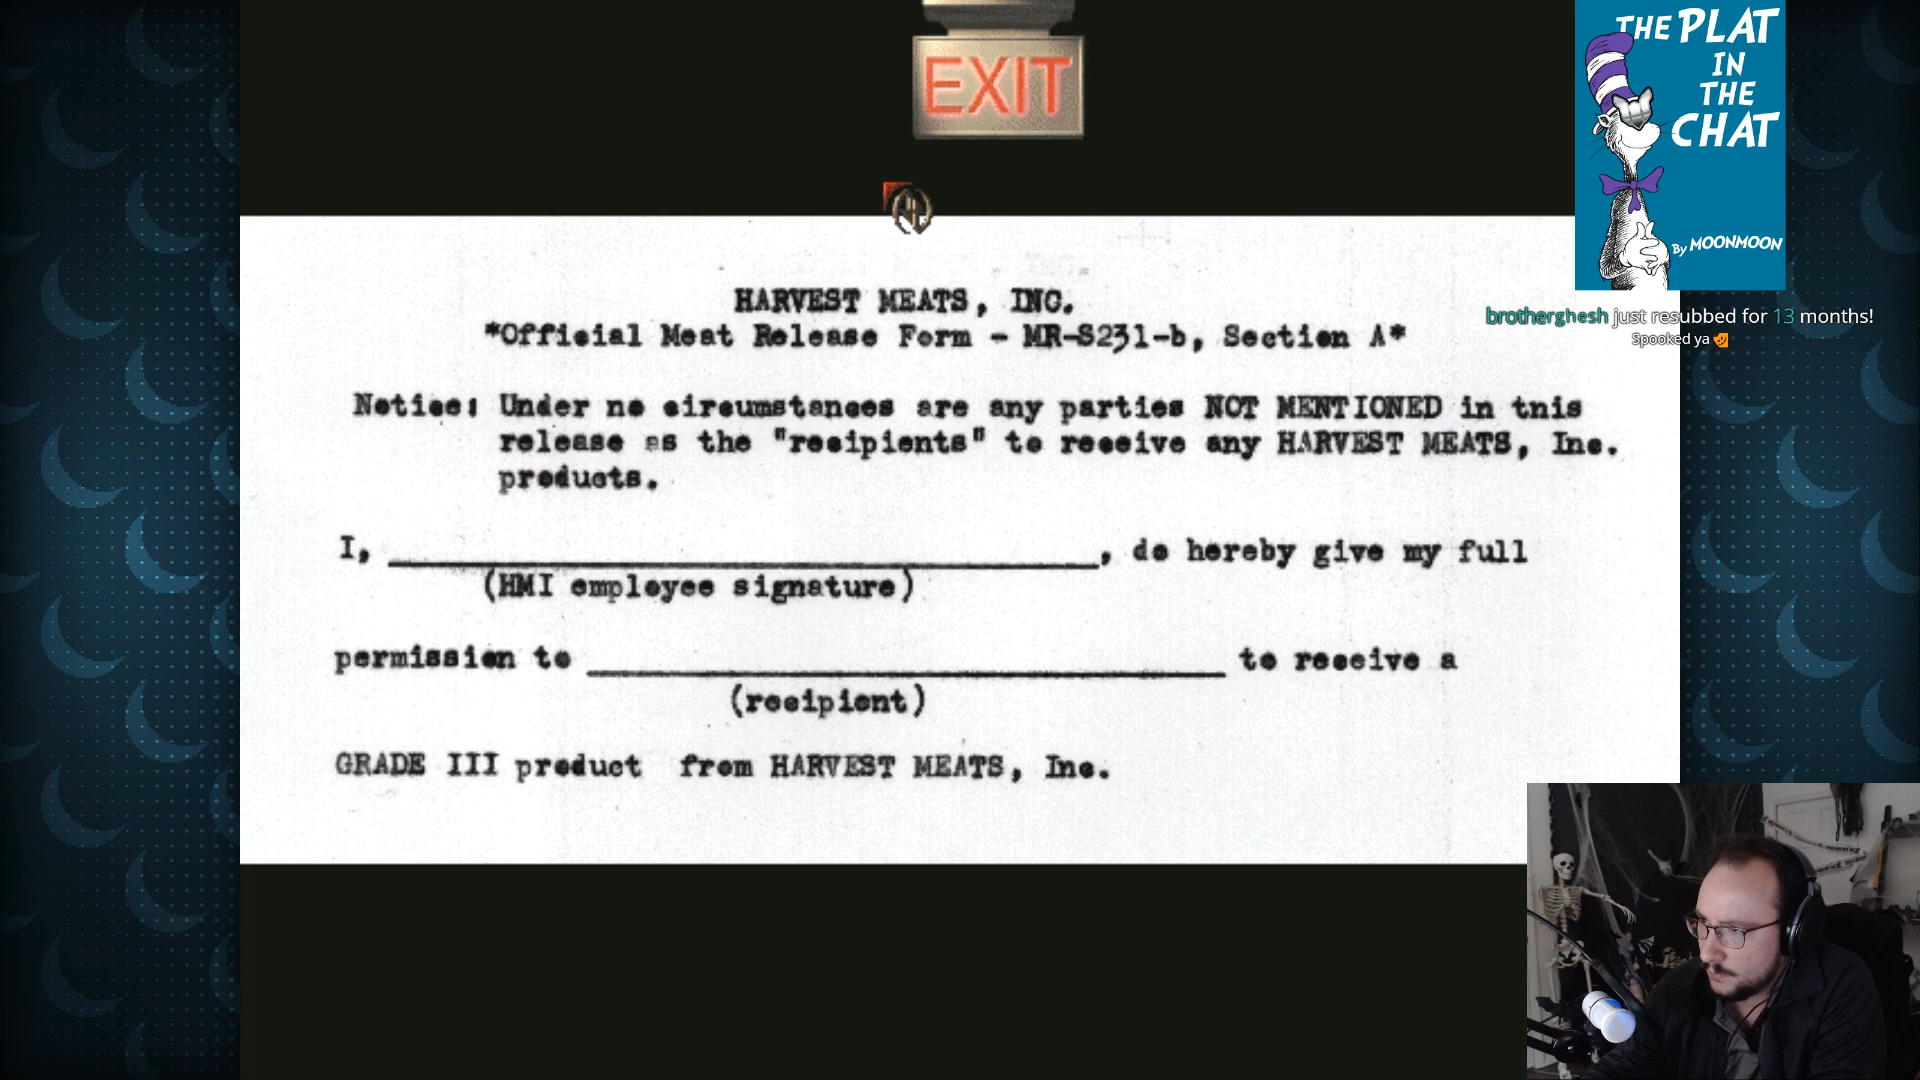 EXIT
THE PLAT
IN
THE
CHAT
By MOONMOON
brotherghesh just resubbed for 13 months!
Spooked ya
HARVEST MEATS, INC.
*Official Meat Release Form - MR-S231-b, Section A*
Notice: Under no circumstances are any parties NOT MENTIONED in tnis
release as the "recipients" to receive any HARVEST MEATS, Inc.
products.
I, ____________________, do hereby give my full
(HMI employee signature)
permission to ____________________ to receive a
(recipient)
GRADE III product from HARVEST MEATS, Inc.